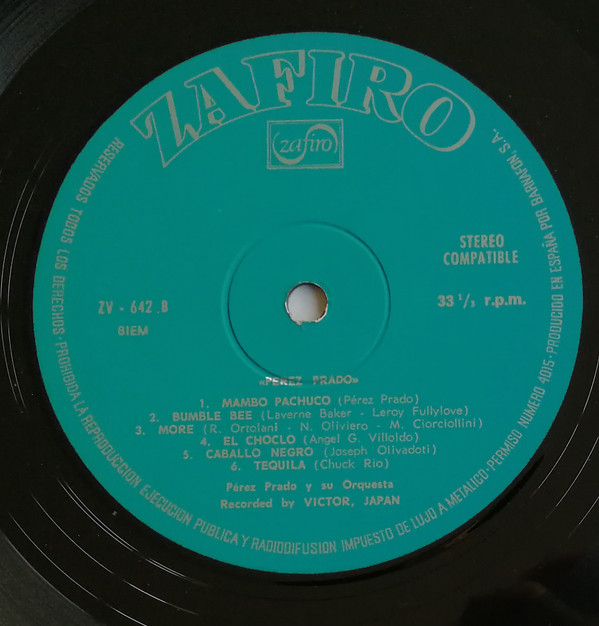 ZAFIRO
(zafiro)
STEREO
COMPATIBLE
ZV - 642 .B
BIEM
33 1/3 r.p.m.
«PEREZ PRADO»
1. MAMBO PACHUCO (Pérez Prado)
2. BUMBLE BEE (Laverne Baker - Leroy Fullylove)
3. MORE (R. Ortolani - N. Oliviero - M. Ciorciollini)
4. EL CHOCLO (Angel G. Villoldo)
5. CABALLO NEGRO (Joseph Olivadoti)
6. TEQUILA (Chuck Rio)
Pérez Prado y su Orquesta
Recorded by VICTOR, JAPAN
RESERVADOS TODOS LOS DERECHOS·PROHIBIDA LA REPRODUCCION EJECUCION PUBLICA Y RADIODIFUSION IMPUESTO DE LUJO A METALICO·PERMISO NUMERO 4015·PRODUCIDO EN ESPAÑA POR BARNAFON, S.A.